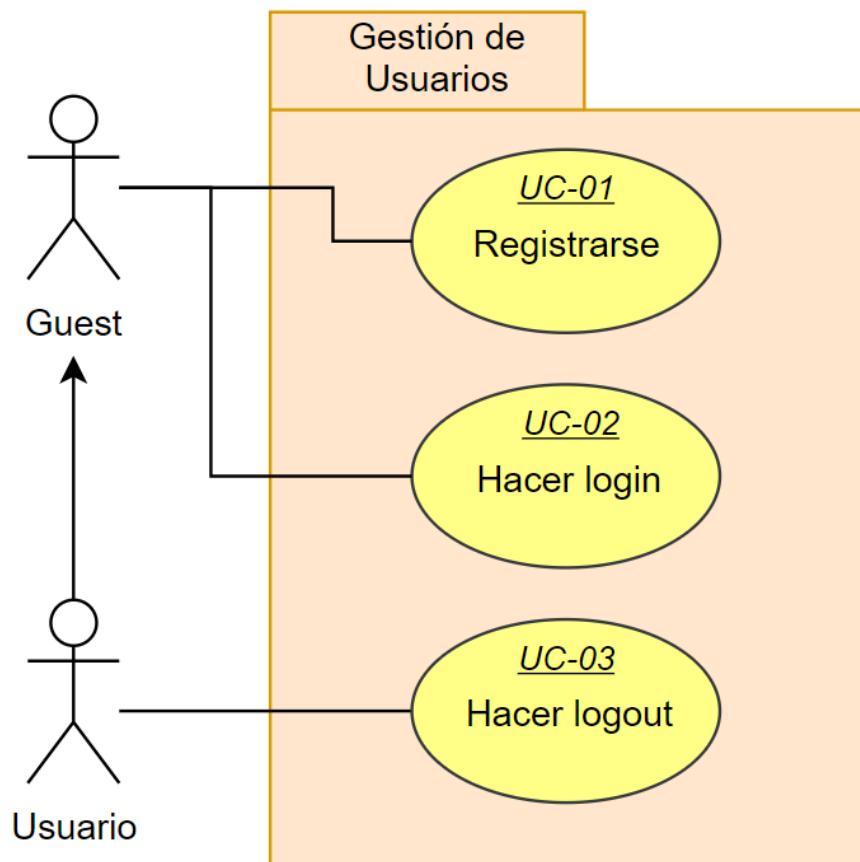 Gestión de
Usuarios
UC-01
Registrarse
Guest
UC-02
Hacer login
UC-03
Hacer logout
Usuario